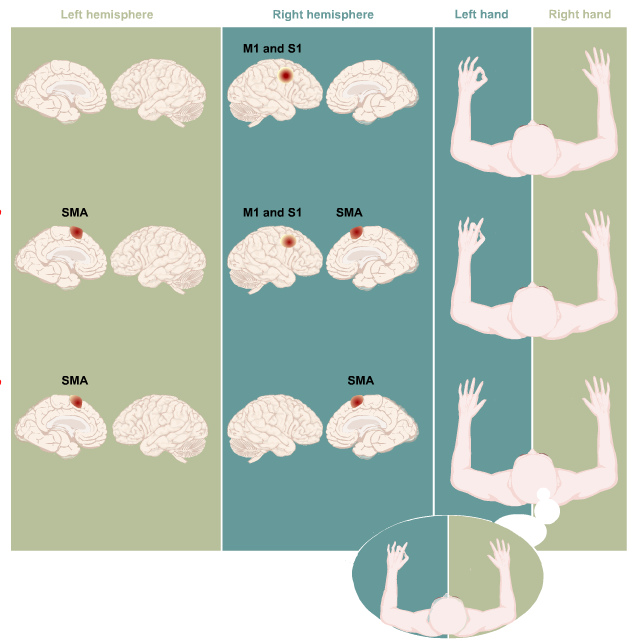 Left hemisphere
Right hemisphere
Left hand
Right hand
M1 and S1
SMA
M1 and S1
SMA
SMA
SMA